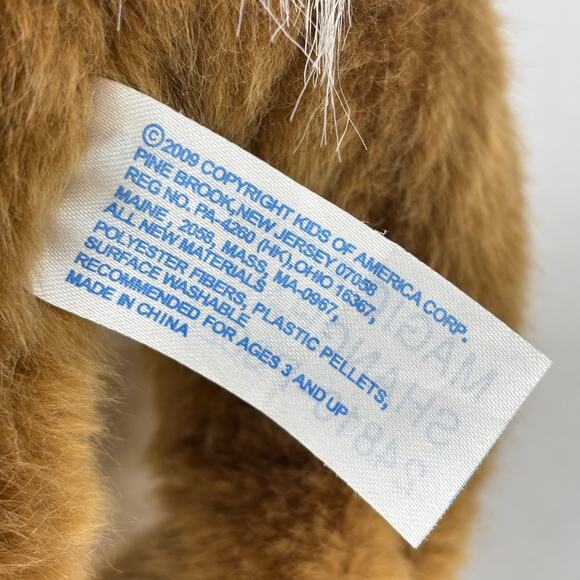 ©2009 COPYRIGHT KIDS OF AMERICA CORP.
PINE BROOK,NEW JERSEY 07058
REG NO. PA-4260 (HK),OHIO 16367,
MAINE, 2056, MASS, MA-0967,
ALL NEW MATERIALS
POLYESTER FIBERS, PLASTIC PELLETS,
SURFACE WASHABLE
RECOMMENDED FOR AGES 3 AND UP
MADE IN CHINA